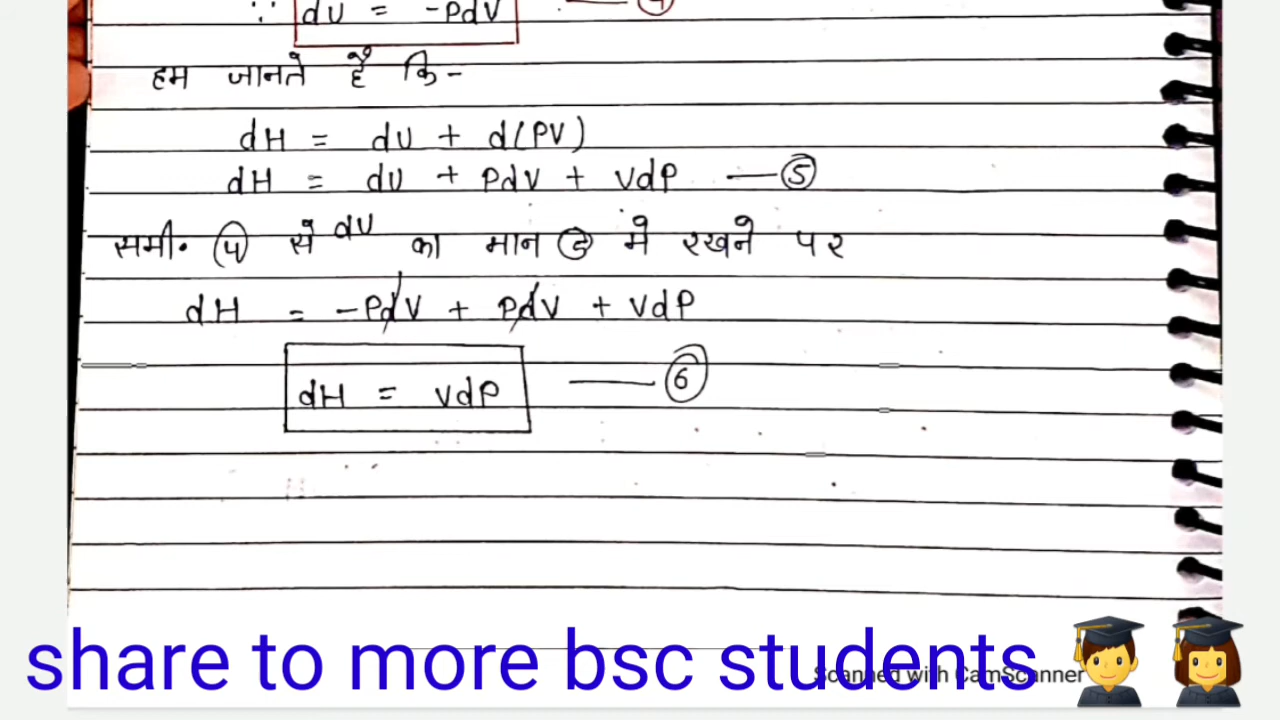 ∵ dU = -PdV —— (4)
हम जानते है कि-
dH = dU + d(PV)
dH = dU + PdV + VdP —— (5)
समी. (4) से dU का मान (5) मे रखने पर
dH = -PdV + PdV + VdP
dH = VdP —— (6)
share to more bsc students 👨‍🎓👩‍🎓
Scanned with CamScanner